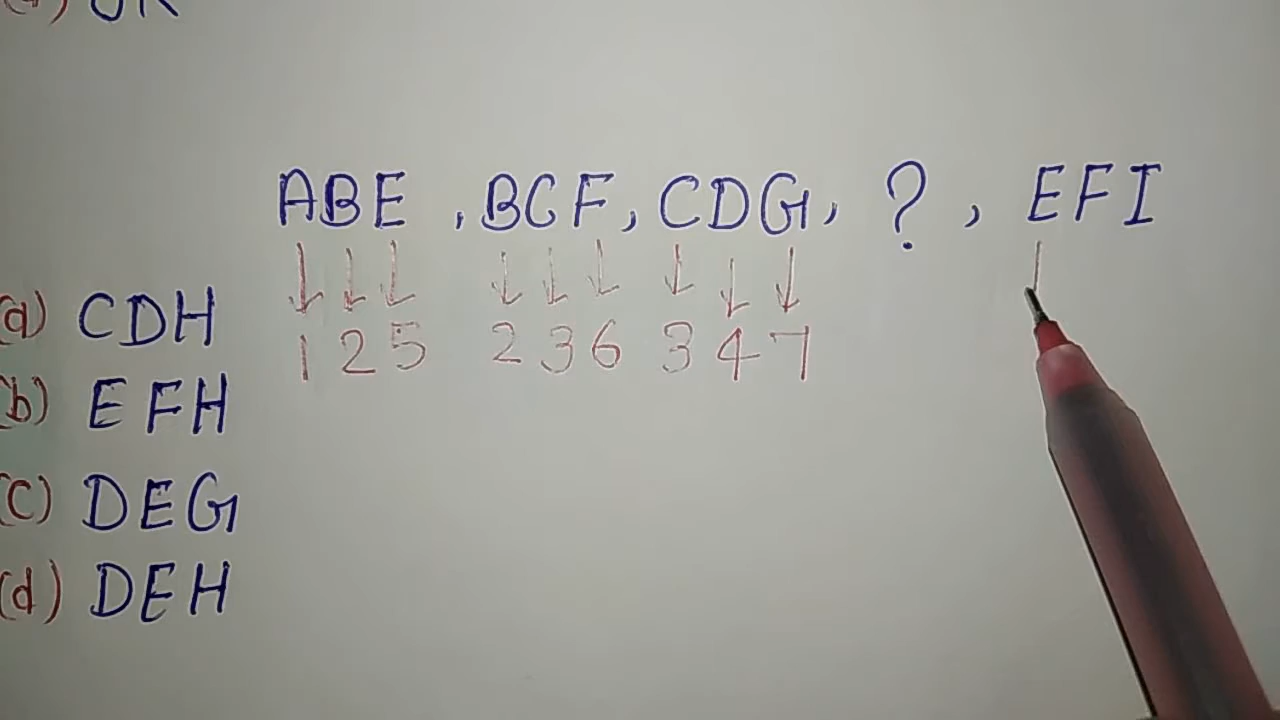 ABE , BCF, CDG, ? , EFI
1 2 5 2 3 6 3 4 7
(a) CDH
(b) EFH
(c) DEG
(d) DEH